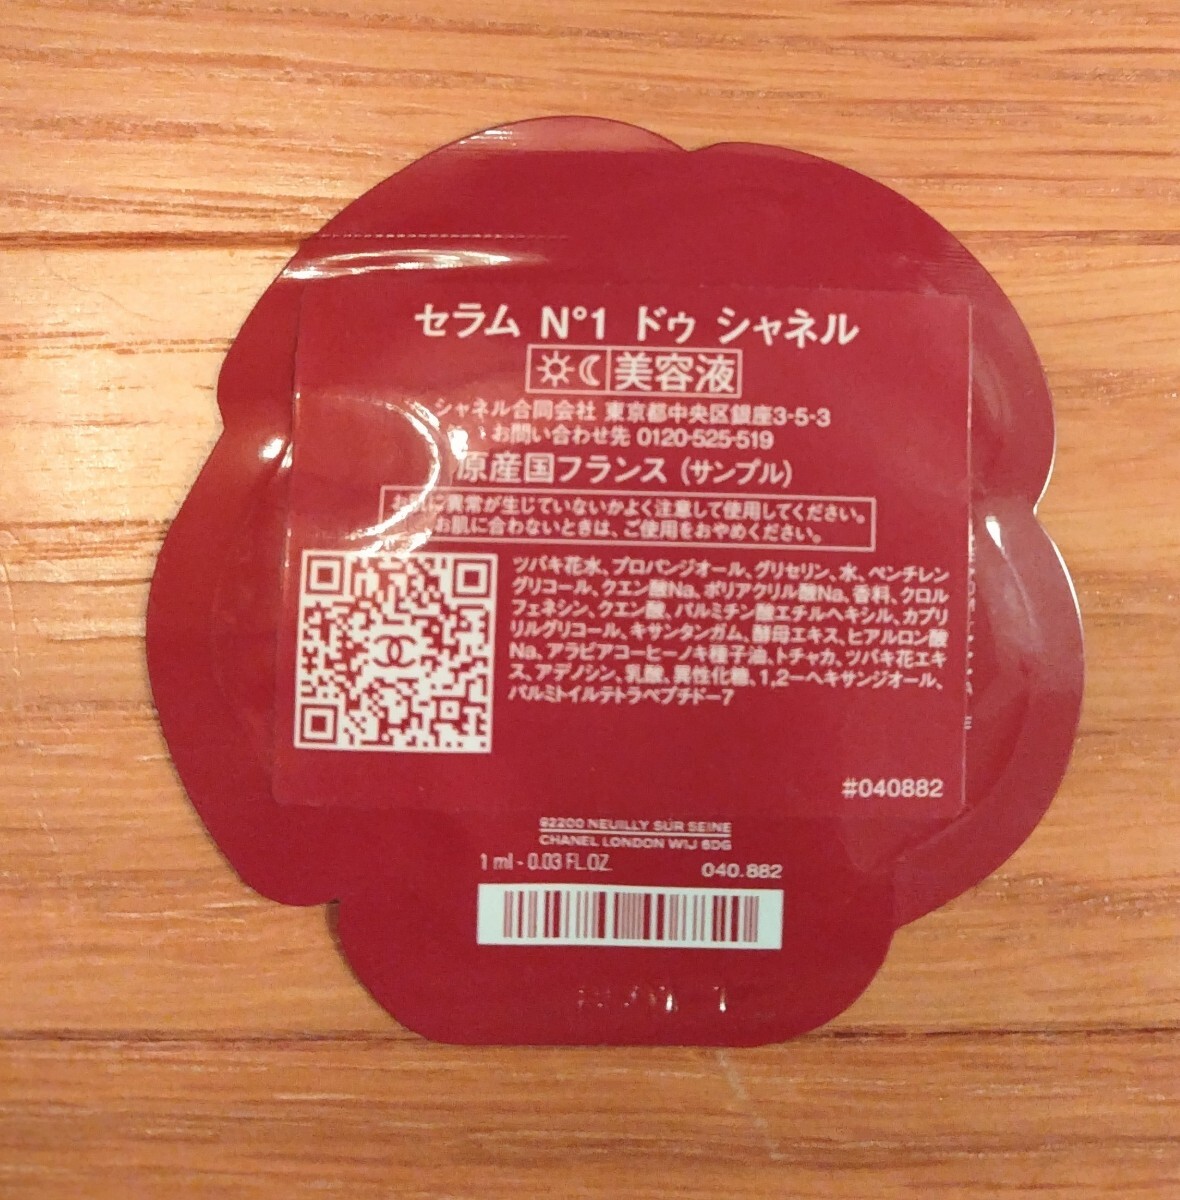 セラム N°1 ドゥ シャネル
美容液
シャネル合同会社 東京都中央区銀座3-5-3
お問い合わせ先 0120-525-519
原産国フランス (サンプル)
お肌に異常が生じていないかよく注意して使用してください。
お肌に合わないときは、ご使用をおやめください。
ツバキ花水、プロパンジオール、グリセリン、水、ペンチレン
グリコール、クエン酸Na、ポリアクリル酸Na、香料、クロル
フェネシン、クエン酸、パルミチン酸エチルヘキシル、カプリ
リルグリコール、キサンタンガム、酵母エキス、ヒアルロン酸
Na、アラビアコーヒーノキ種子油、トチャカ、ツバキ花エキ
ス、アデノシン、乳酸、異性化糖、1,2-ヘキサンジオール、
パルミトイルテトラペプチド-7
#040882
92200 NEUILLY SUR SEINE
CHANEL LONDON W1J 6DG
1 ml - 0.03 FL.OZ.
040.882